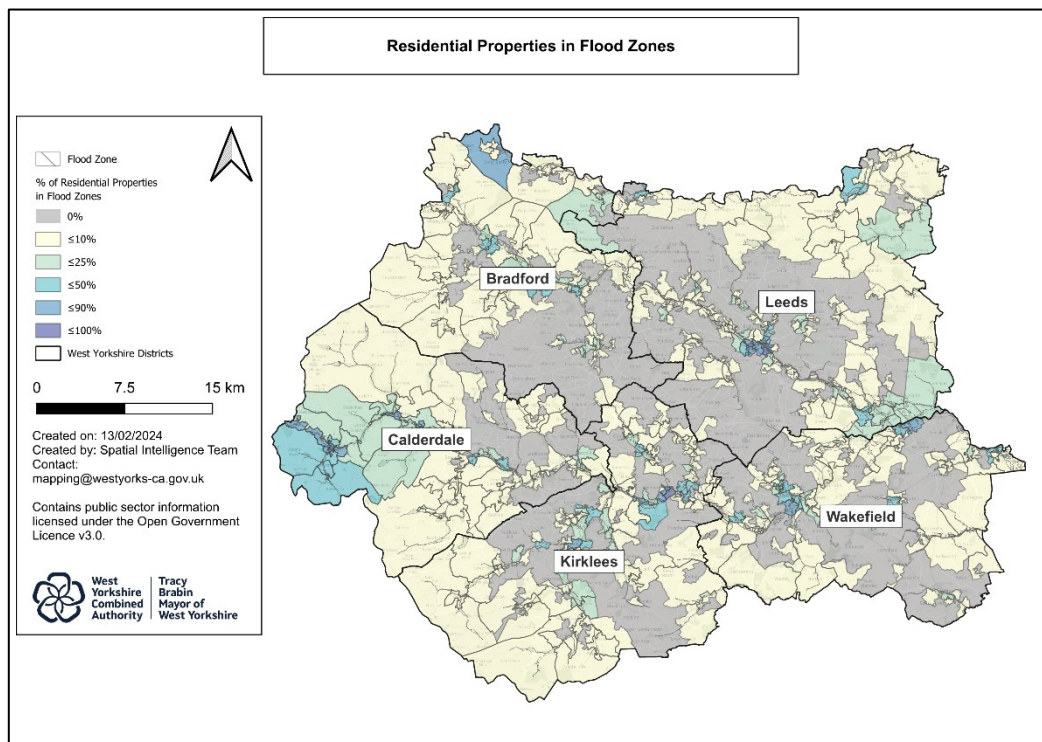 Residential Properties in Flood Zones
Flood Zone
% of Residential Properties
in Flood Zones
0%
≤10%
≤25%
≤50%
≤90%
≤100%
West Yorkshire Districts
0 7.5 15 km
Created on: 13/02/2024
Created by: Spatial Intelligence Team
Contact:
mapping@westyorks-ca.gov.uk
Contains public sector information
licensed under the Open Government
Licence v3.0.
West
Yorkshire
Combined
Authority
Tracy
Brabin
Mayor of
West Yorkshire
Bradford
Leeds
Calderdale
Wakefield
Kirklees